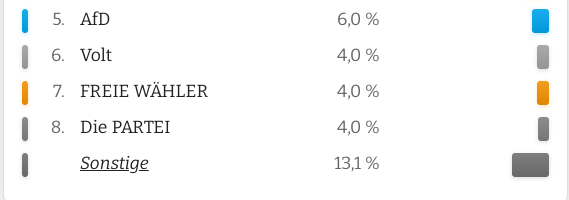 5. AfD 6,0 %
6. Volt 4,0 %
7. FREIE WÄHLER 4,0 %
8. Die PARTEI 4,0 %
Sonstige 13,1 %